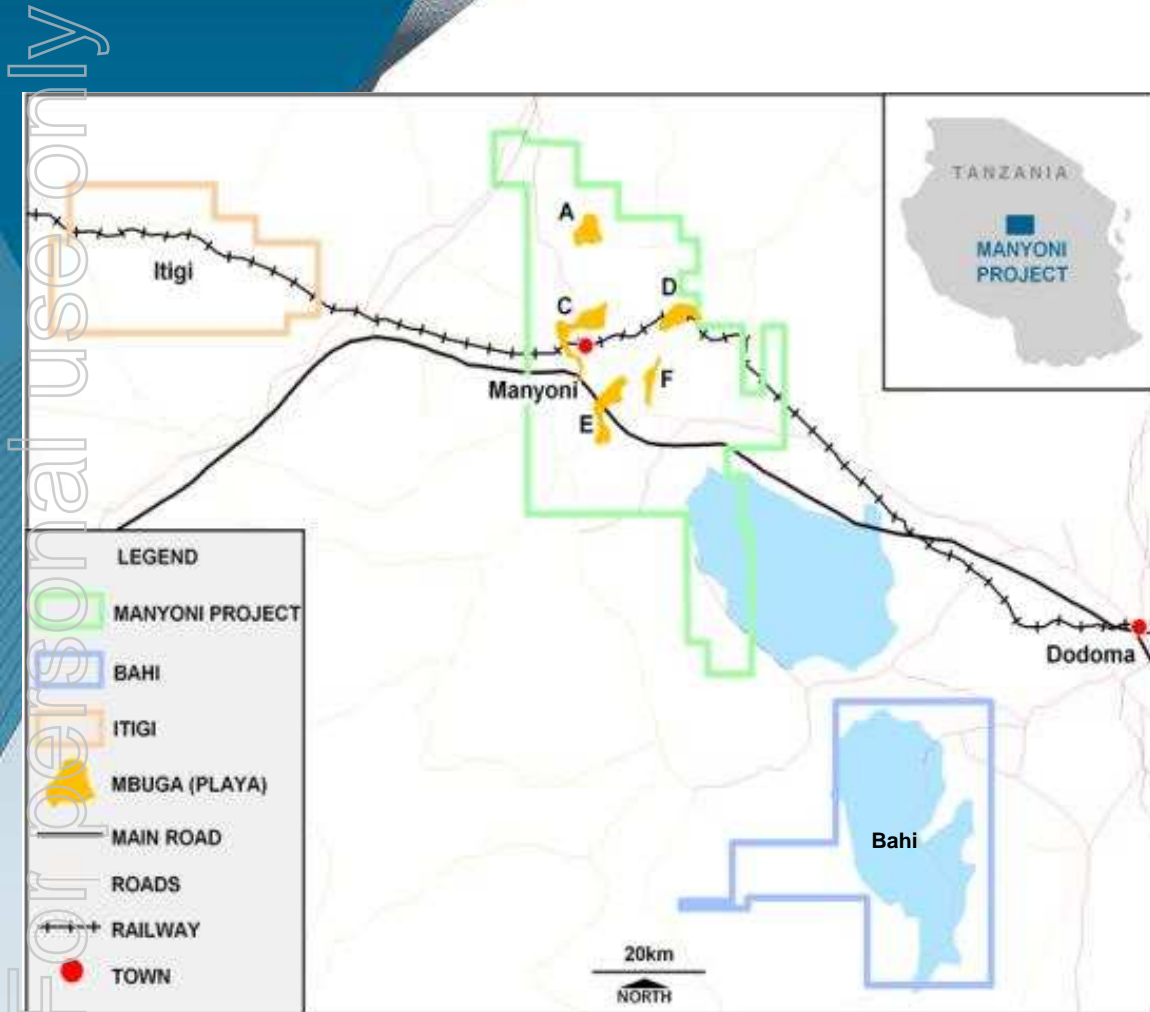 For personal use only
TANZANIA
MANYONI
PROJECT
A
Itigi
D
C
Manyoni
F
E
LEGEND
MANYONI PROJECT
BAHI
ITIGI
MBUGA (PLAYA)
MAIN ROAD
ROADS
RAILWAY
TOWN
Dodoma
Bahi
20km
NORTH